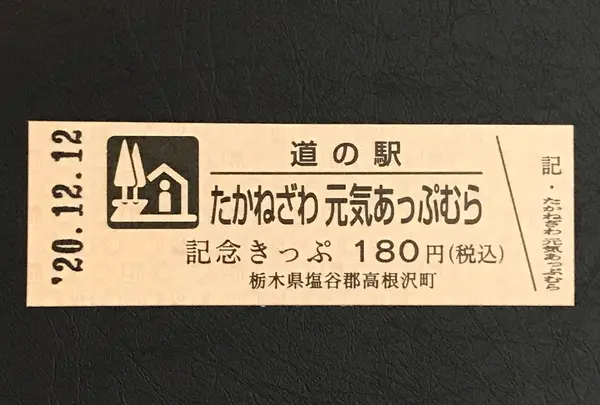 '20.12.12
道の駅
たかねざわ 元気あっぷむら
記念きっぷ 180円(税込)
栃木県塩谷郡高根沢町
記・たかねざわ 元気あっぷむら